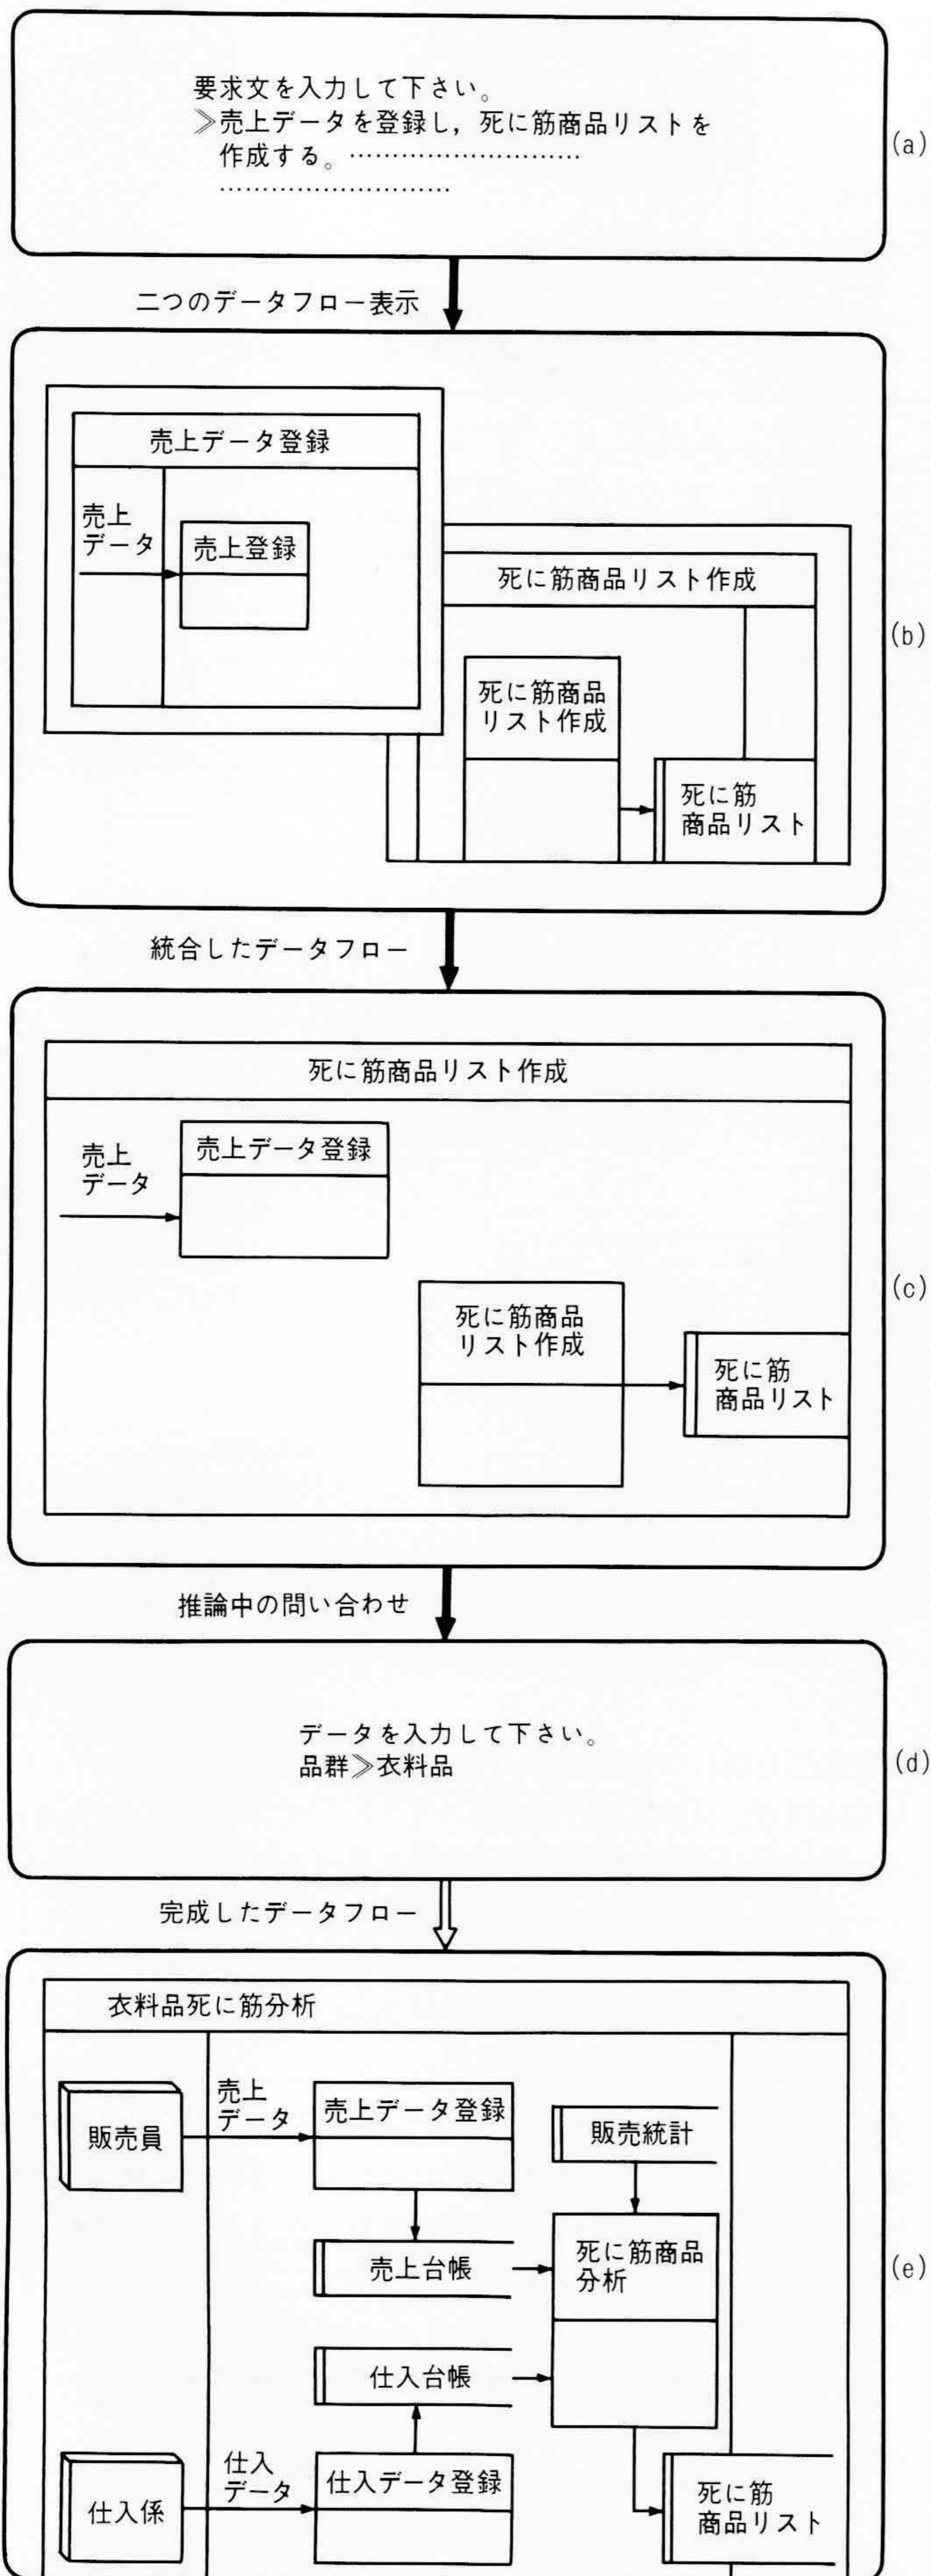 要求文を入力して下さい。
≫売上データを登録し，死に筋商品リストを
作成する。…………………………
…………………………
(a)
二つのデータフロー表示
売上データ登録
売上
データ
売上登録
死に筋商品リスト作成
死に筋商品
リスト作成
死に筋
商品リスト
(b)
統合したデータフロー
死に筋商品リスト作成
売上
データ
売上データ登録
死に筋商品
リスト作成
死に筋
商品リスト
(c)
推論中の問い合わせ
データを入力して下さい。
品群≫衣料品
(d)
完成したデータフロー
衣料品死に筋分析
販売員
売上
データ
売上データ登録
販売統計
売上台帳
死に筋商品
分析
(e)
仕入台帳
仕入係
仕入
データ
仕入データ登録
死に筋
商品リスト